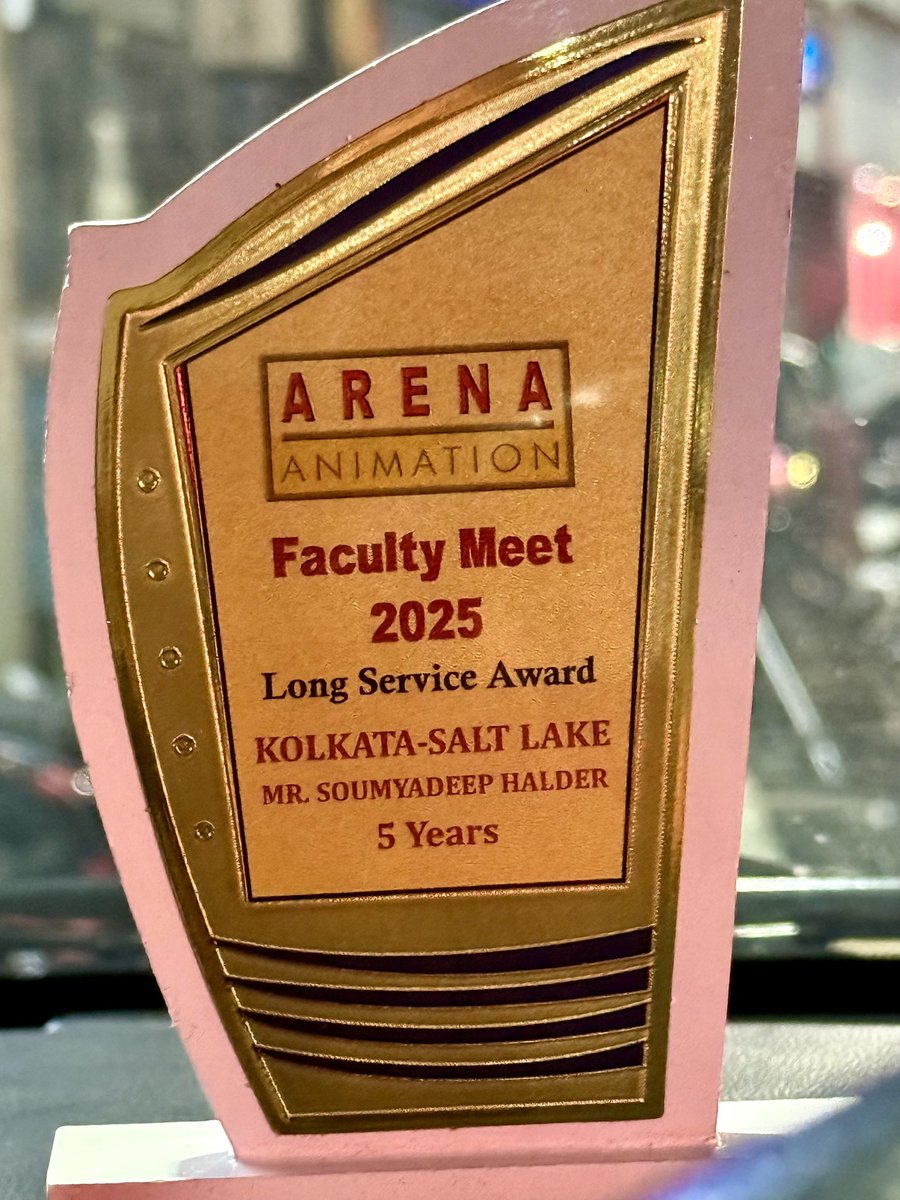 ARENA
ANIMATION
Faculty Meet
2025
Long Service Award
KOLKATA-SALT LAKE
MR. SOUMYADEEP HALDER
5 Years